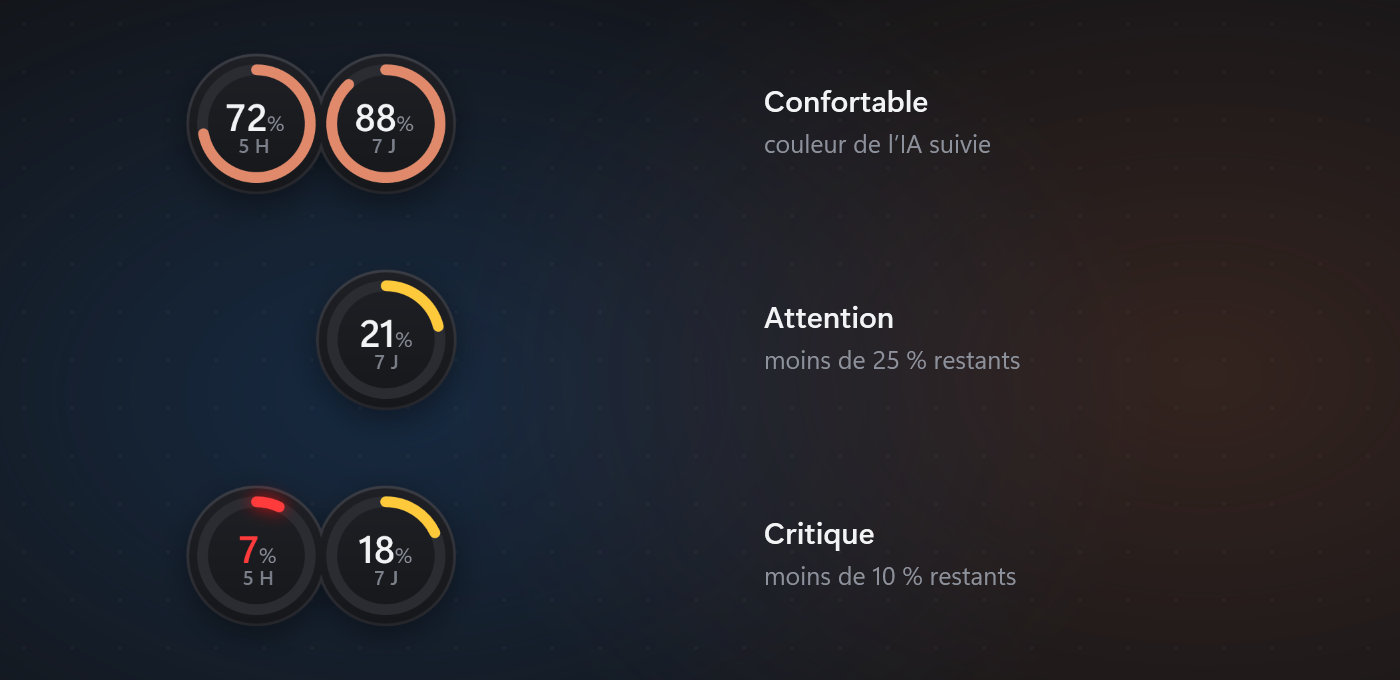 72%
5 H
88%
7 J
Confortable
couleur de l'IA suivie
21%
7 J
Attention
moins de 25 % restants
7%
5 H
18%
7 J
Critique
moins de 10 % restants